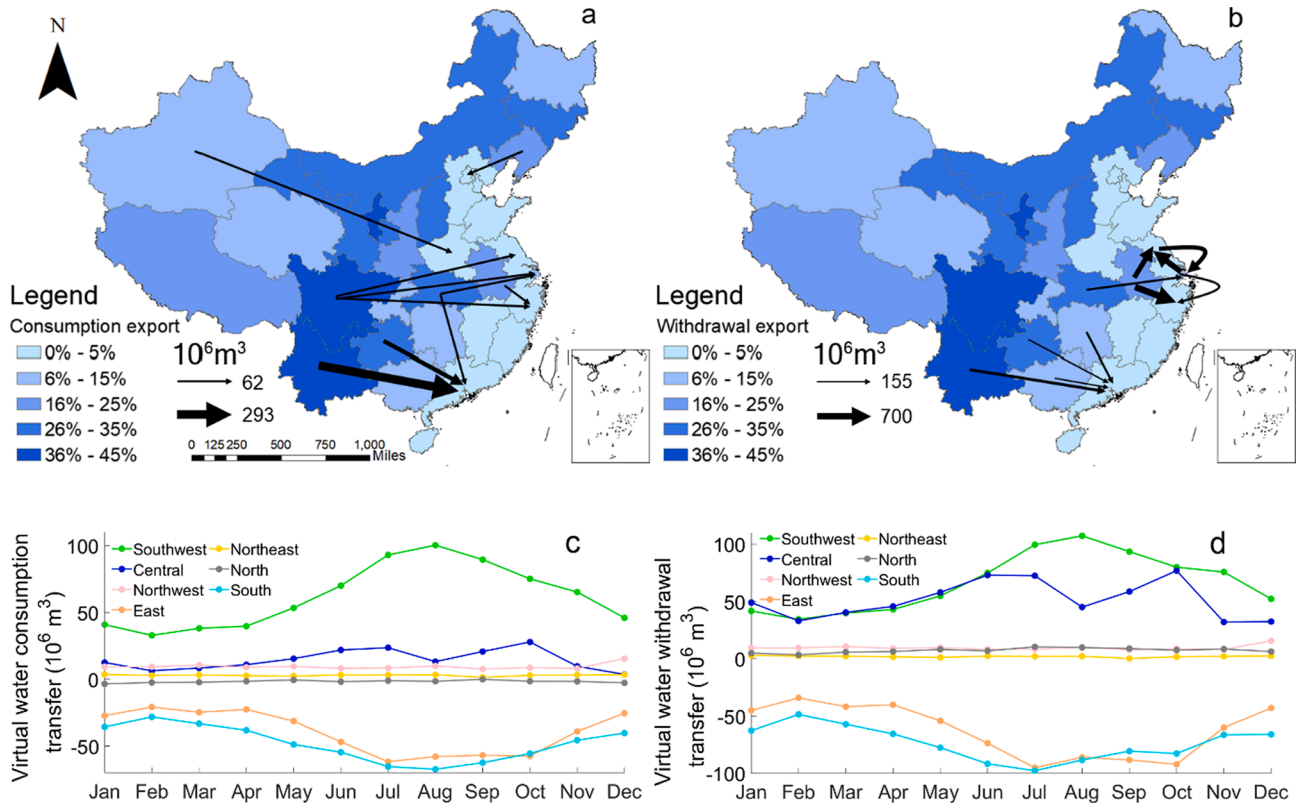 N
a
Legend
Consumption export
0% - 5%
6% - 15%
16% - 25%
26% - 35%
36% - 45%
10⁶m³
62
293
0 125 250 500 750 1,000
Miles
b
Legend
Withdrawal export
0% - 5%
6% - 15%
16% - 25%
26% - 35%
36% - 45%
10⁶m³
155
700
Virtual water consumption
transfer (10⁶ m³)
100
50
0
-50
Southwest
Central
Northwest
East
Northeast
North
South
c
Jan Feb Mar Apr May Jun Jul Aug Sep Oct Nov Dec
Virtual water withdrawal
transfer (10⁶ m³)
100
50
0
-50
-100
Southwest
Central
Northwest
East
Northeast
North
South
d
Jan Feb Mar Apr May Jun Jul Aug Sep Oct Nov Dec